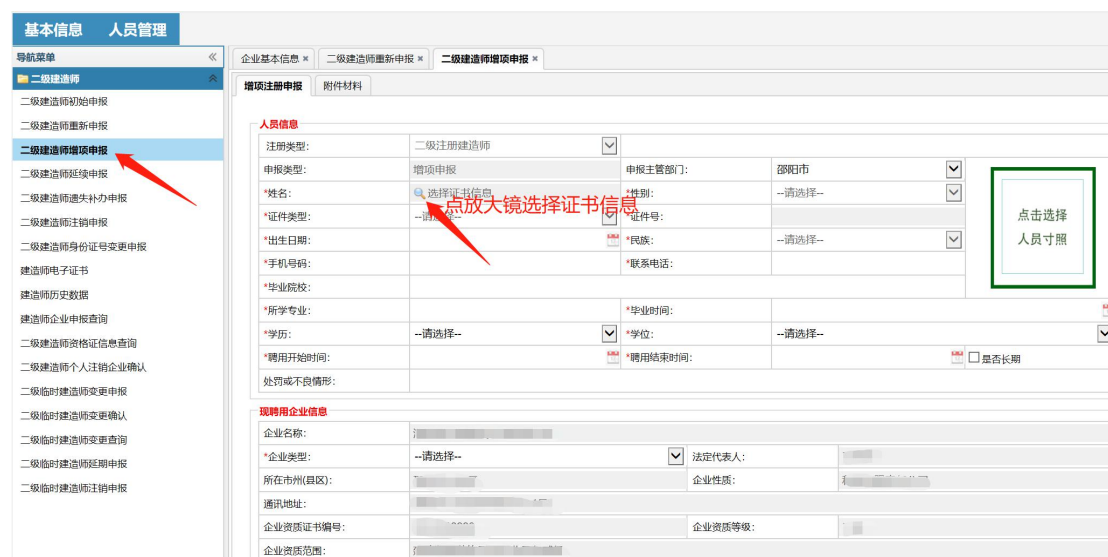 基本信息 人员管理
导航菜单
二级建造师
二级建造师初始申报
二级建造师重新申报
二级建造师增项申报
二级建造师延续申报
二级建造师遗失补办申报
二级建造师注销申报
二级建造师身份证号变更申报
建造师电子证书
建造师历史数据
建造师企业申报查询
二级建造师资格证信息查询
二级建造师个人注销企业确认
二级临时建造师变更申报
二级临时建造师变更确认
二级临时建造师变更查询
二级临时建造师延期申报
二级临时建造师注销申报
企业基本信息 × 二级建造师重新申报 × 二级建造师增项申报 ×
增项注册申报 附件材料
人员信息
注册类型: 二级注册建造师
申报类型: 增项申报 申报主管部门: 邵阳市
*姓名: 选择证书信息 *性别: --请选择--
点放大镜选择证书信息
*证件类型: --请选择-- *证件号:
*出生日期: *民族: --请选择--
*手机号码: *联系电话:
*毕业院校:
点击选择
人员寸照
*所学专业: *毕业时间:
*学历: --请选择-- *学位: --请选择--
*聘用开始时间: *聘用结束时间: 是否长期
处罚或不良情形:
现聘用企业信息
企业名称:
*企业类型: --请选择-- 法定代表人:
所在市州(县区): 企业性质:
通讯地址:
企业资质证书编号: 企业资质等级:
企业资质范围: